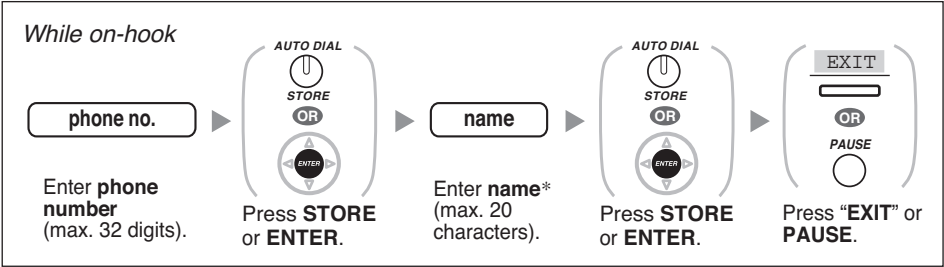 While on-hook
phone no.
Enter phone
number
(max. 32 digits).
AUTO DIAL
STORE
OR
ENTER
Press STORE
or ENTER.
name
Enter name*
(max. 20
characters).
AUTO DIAL
STORE
OR
ENTER
Press STORE
or ENTER.
EXIT
OR
PAUSE
Press “EXIT” or
PAUSE.